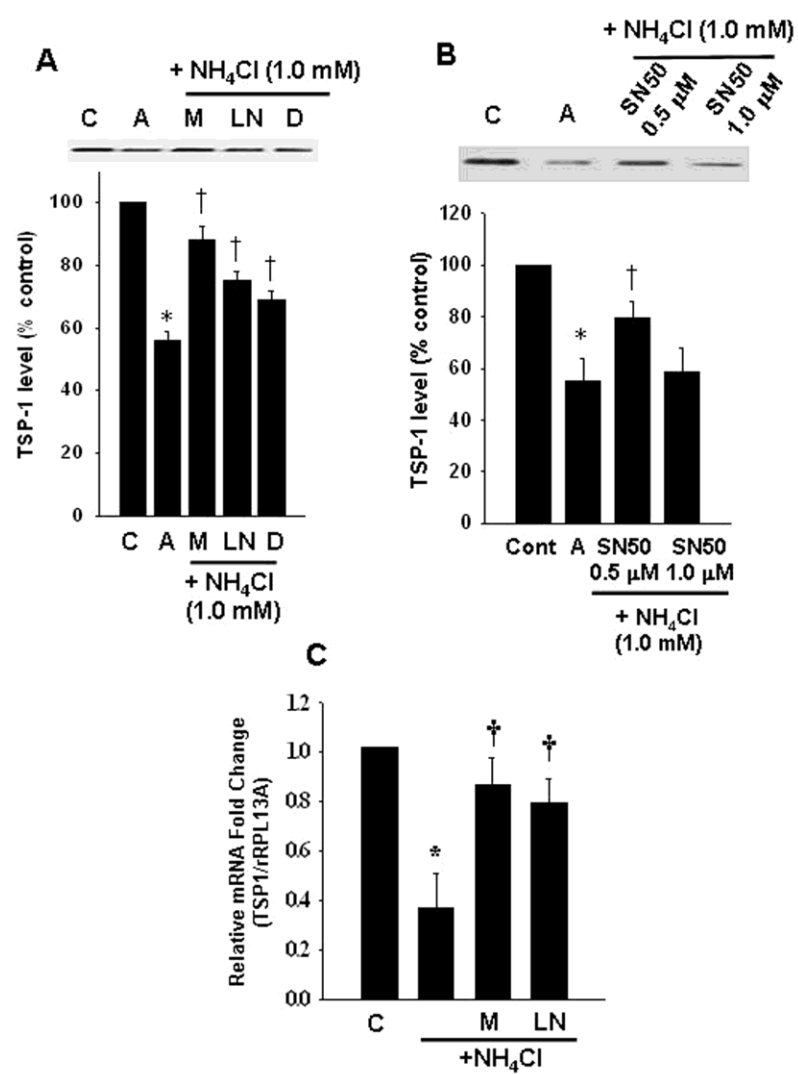 A
+ NH₄Cl (1.0 mM)
C A M LN D
TSP-1 level (% control)
100
80
60
40
20
0
*
†
†
†
C A M LN D
+ NH₄Cl
(1.0 mM)
B
+ NH₄Cl (1.0 mM)
C A SN50 0.5 μM SN50 1.0 μM
TSP-1 level (% control)
120
100
80
60
40
20
0
*
†
Cont A SN50 SN50
0.5 μM 1.0 μM
+ NH₄Cl
(1.0 mM)
C
Relative mRNA Fold Change
(TSP1/rRPL13A)
1.2
1.0
0.8
0.6
0.4
0.2
0.0
*
†
†
C M LN
+NH₄Cl